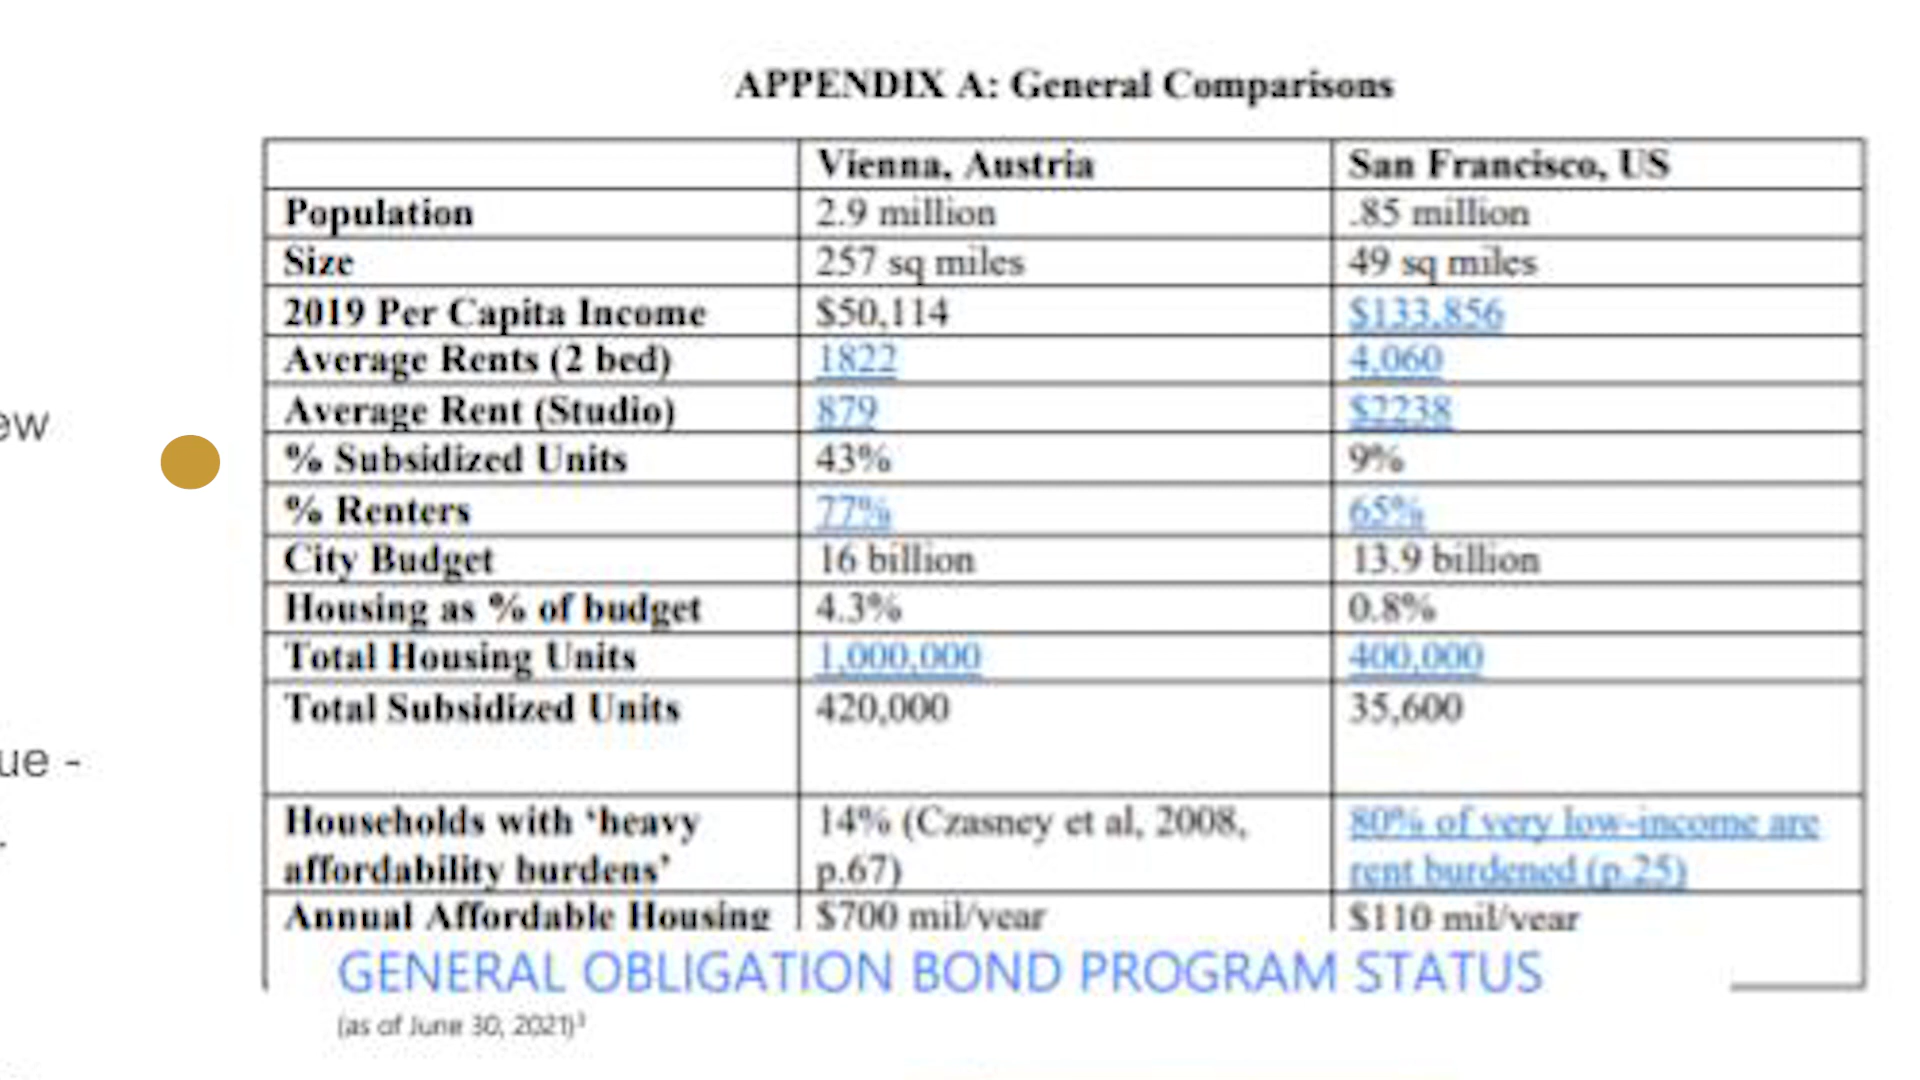 APPENDIX A: General Comparisons
Vienna, Austria San Francisco, US
Population 2.9 million .85 million
Size 257 sq miles 49 sq miles
2019 Per Capita Income $50,114 $133,856
Average Rents (2 bed) 1822 4,060
Average Rent (Studio) 879 $2238
ew
% Subsidized Units 43% 9%
% Renters 77% 65%
City Budget 16 billion 13.9 billion
Housing as % of budget 4.3% 0.8%
Total Housing Units 1,000,000 400,000
Total Subsidized Units 420,000 35,600
ue -
Households with ‘heavy 14% (Czasney et al, 2008, 80% of very low-income are
affordability burdens’ p.67) rent burdened (p.25)
Annual Affordable Housing $700 mil/year $110 mil/year
GENERAL OBLIGATION BOND PROGRAM STATUS
(as of June 30, 2021)¹